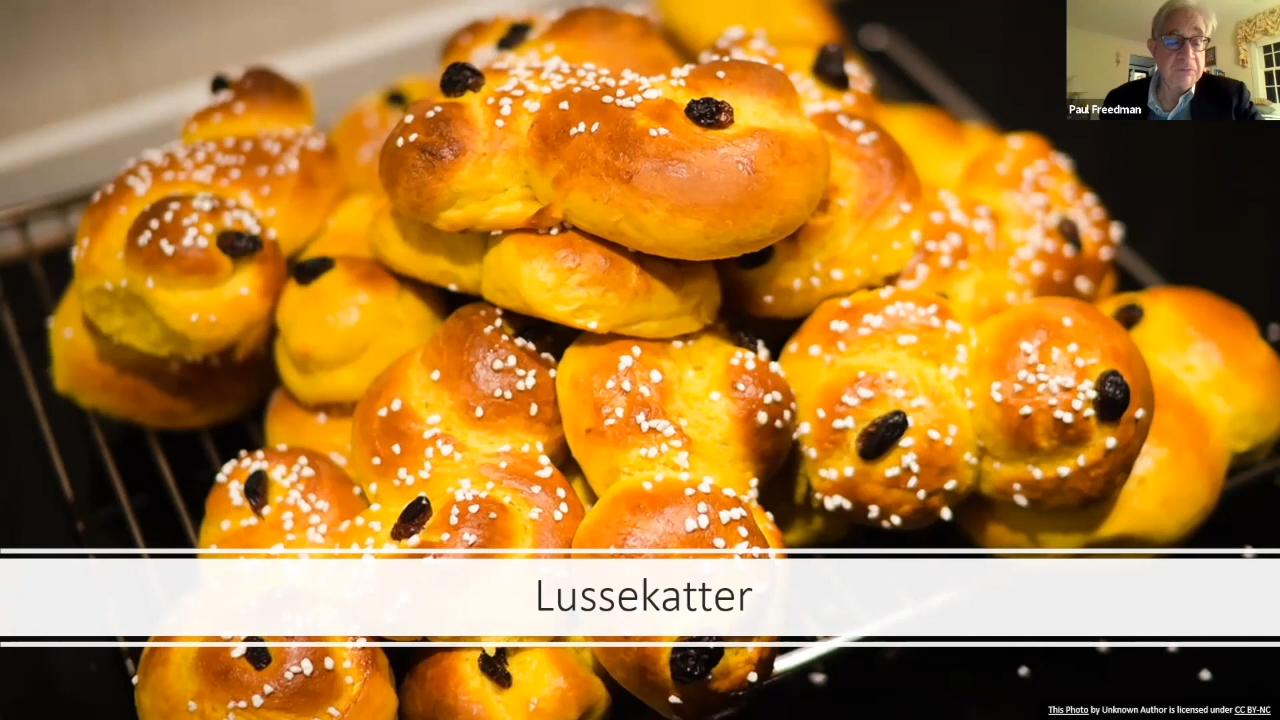 Paul Freedman
Lussekatter
This Photo by Unknown Author is licensed under CC BY-NC